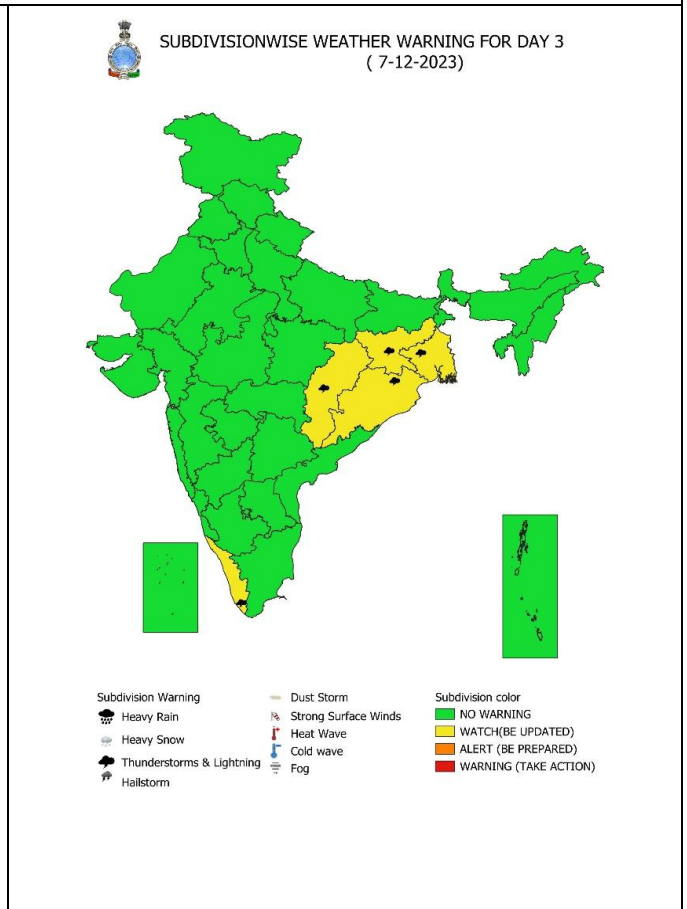 SUBDIVISIONWISE WEATHER WARNING FOR DAY 3
( 7-12-2023)
Subdivision Warning
Heavy Rain
Heavy Snow
Thunderstorms & Lightning
Hailstorm
Dust Storm
Strong Surface Winds
Heat Wave
Cold wave
Fog
Subdivision color
NO WARNING
WATCH(BE UPDATED)
ALERT (BE PREPARED)
WARNING (TAKE ACTION)